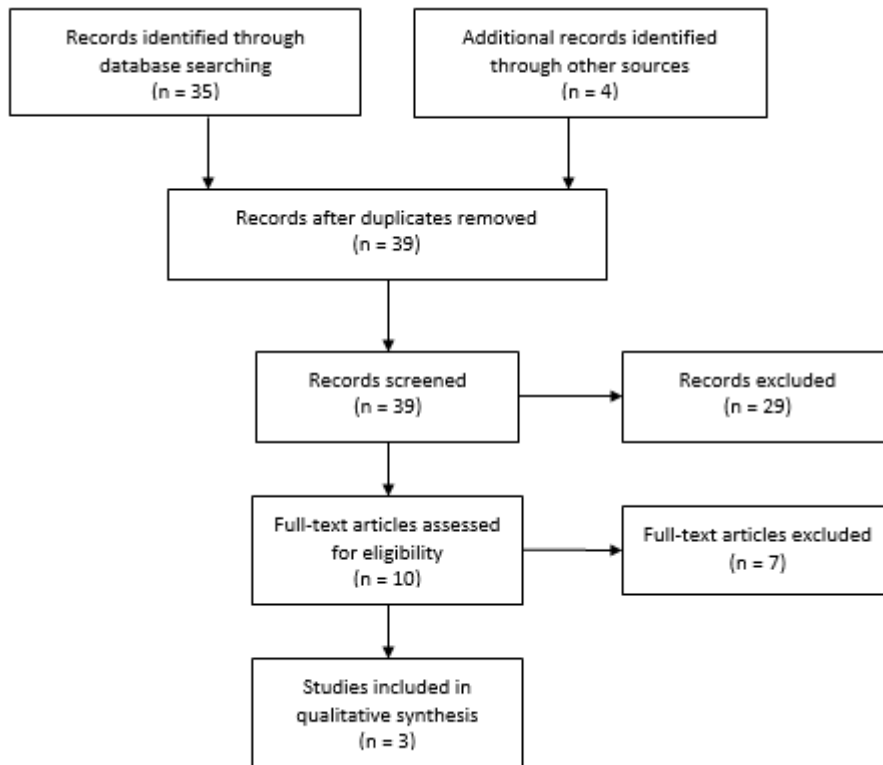 Records identified through
database searching
(n = 35)
Additional records identified
through other sources
(n = 4)
Records after duplicates removed
(n = 39)
Records screened
(n = 39)
Records excluded
(n = 29)
Full-text articles assessed
for eligibility
(n = 10)
Full-text articles excluded
(n = 7)
Studies included in
qualitative synthesis
(n = 3)